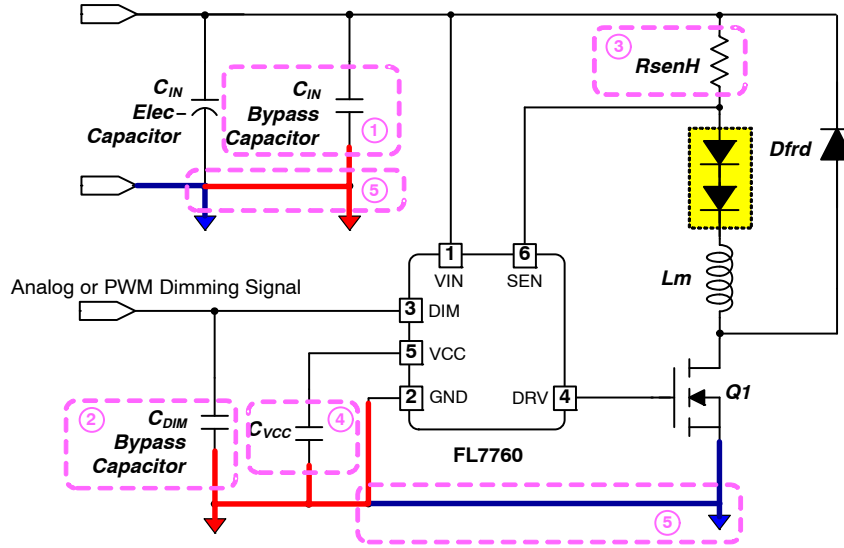 ③
RsenH
C_IN
Elec-
Capacitor
C_IN
Bypass
Capacitor
①
Dfrd
⑤
1
6
VIN
SEN
Lm
Analog or PWM Dimming Signal
3
DIM
5
VCC
2
GND
DRV
4
Q1
②
C_DIM
Bypass
Capacitor
C_VCC
④
FL7760
⑤